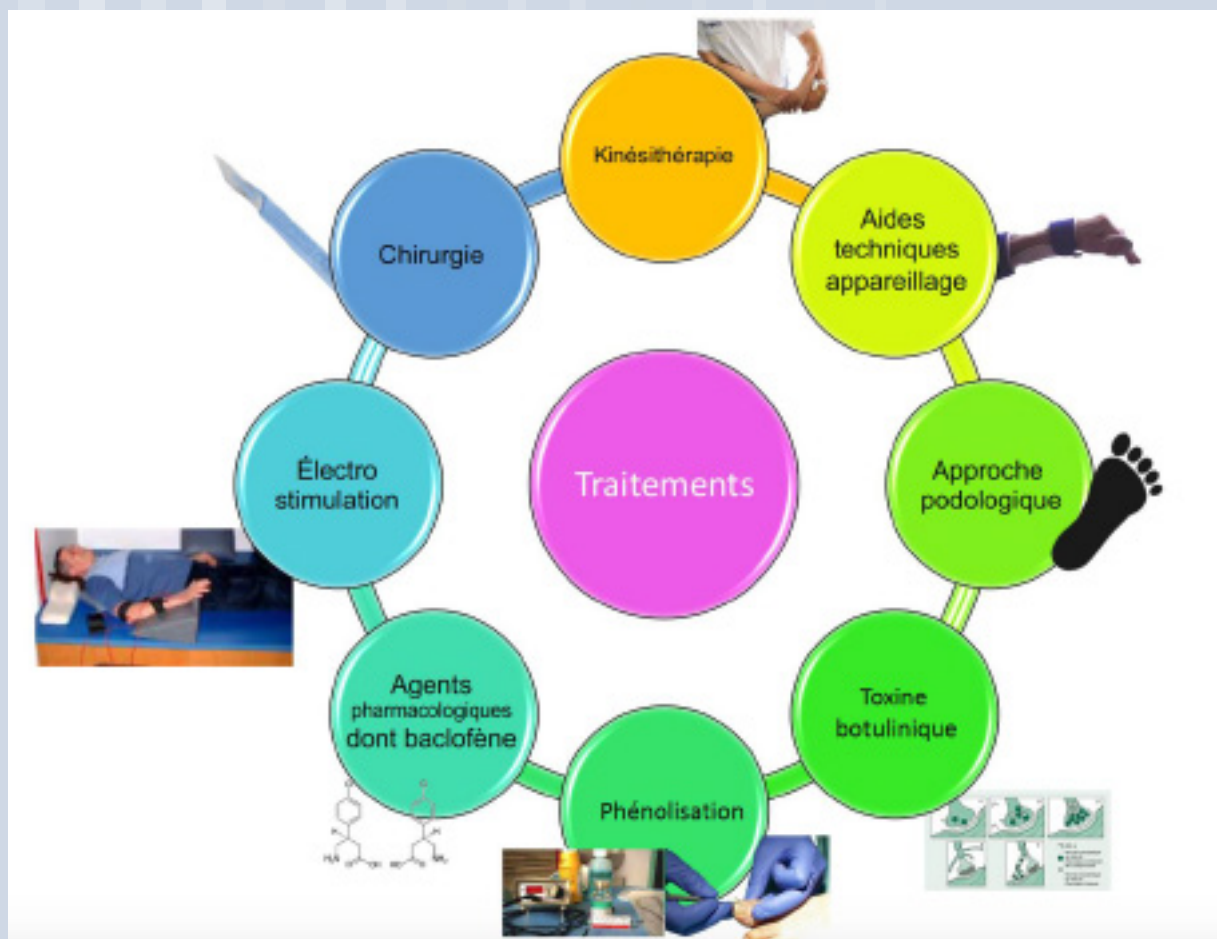 Kinésithérapie
Aides
techniques
appareillage
Approche
podologique
Toxine
botulinique
Phénolisation
Agents
pharmacologiques
dont baclofène
Électro
stimulation
Chirurgie
Traitements